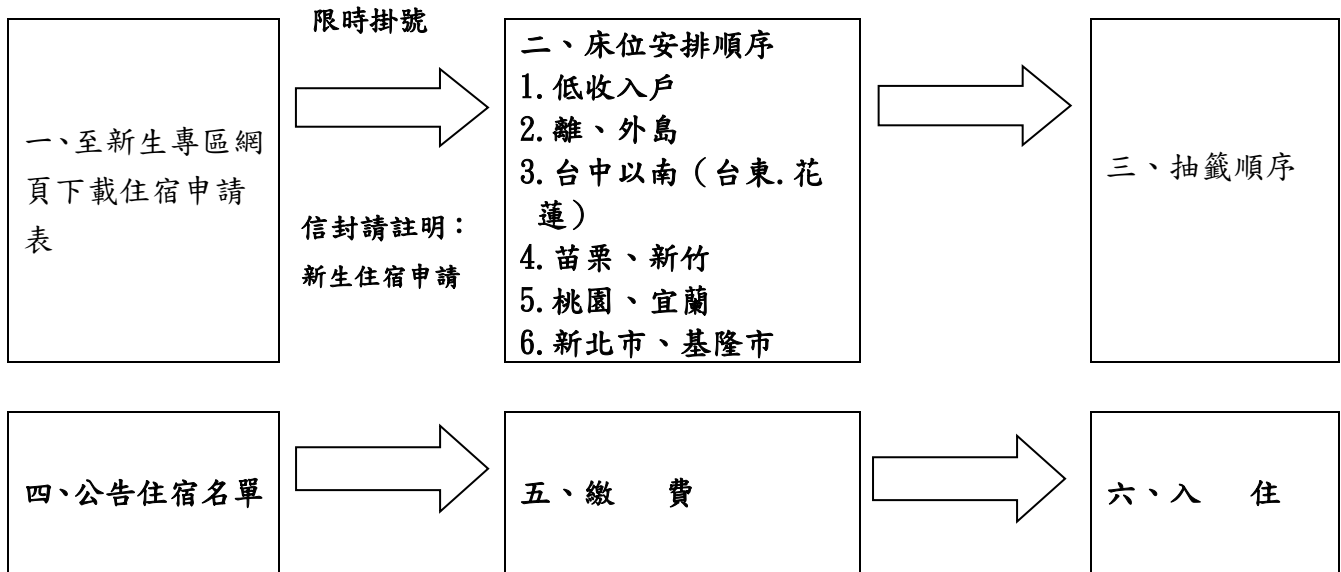 一、至新生專區網
頁下載住宿申請
表
限時掛號
信封請註明：
新生住宿申請
二、床位安排順序
1.低收入戶
2.離、外島
3.台中以南（台東.花
蓮）
4.苗栗、新竹
5.桃園、宜蘭
6.新北市、基隆市
三、抽籤順序
四、公告住宿名單
五、繳　費
六、入　住